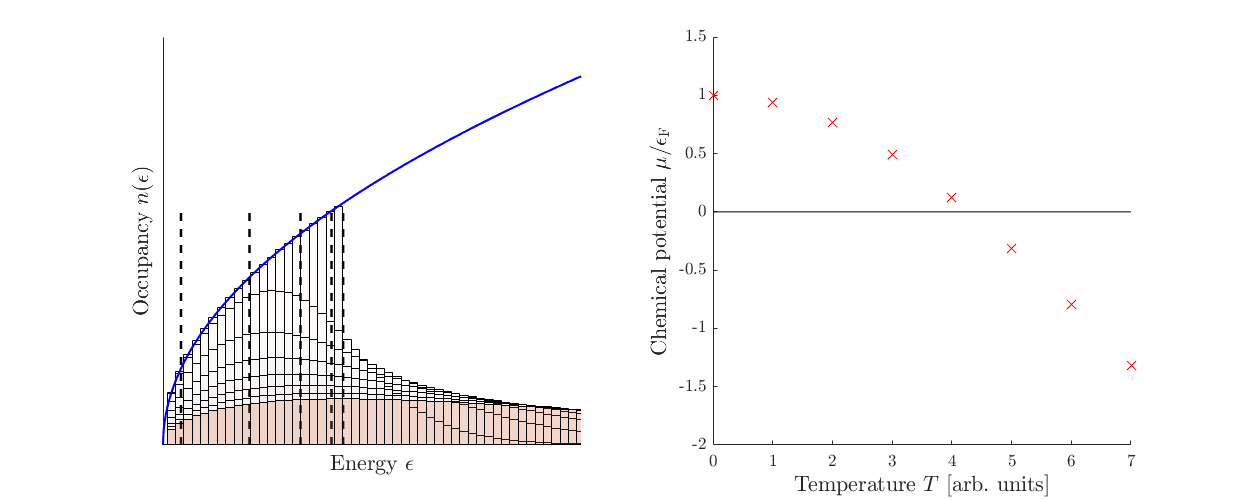 Occupancy n(ϵ)
Energy ϵ
Chemical potential μ/ϵ_F
1.5
1
0.5
0
-0.5
-1
-1.5
-2
0 1 2 3 4 5 6 7
Temperature T [arb. units]